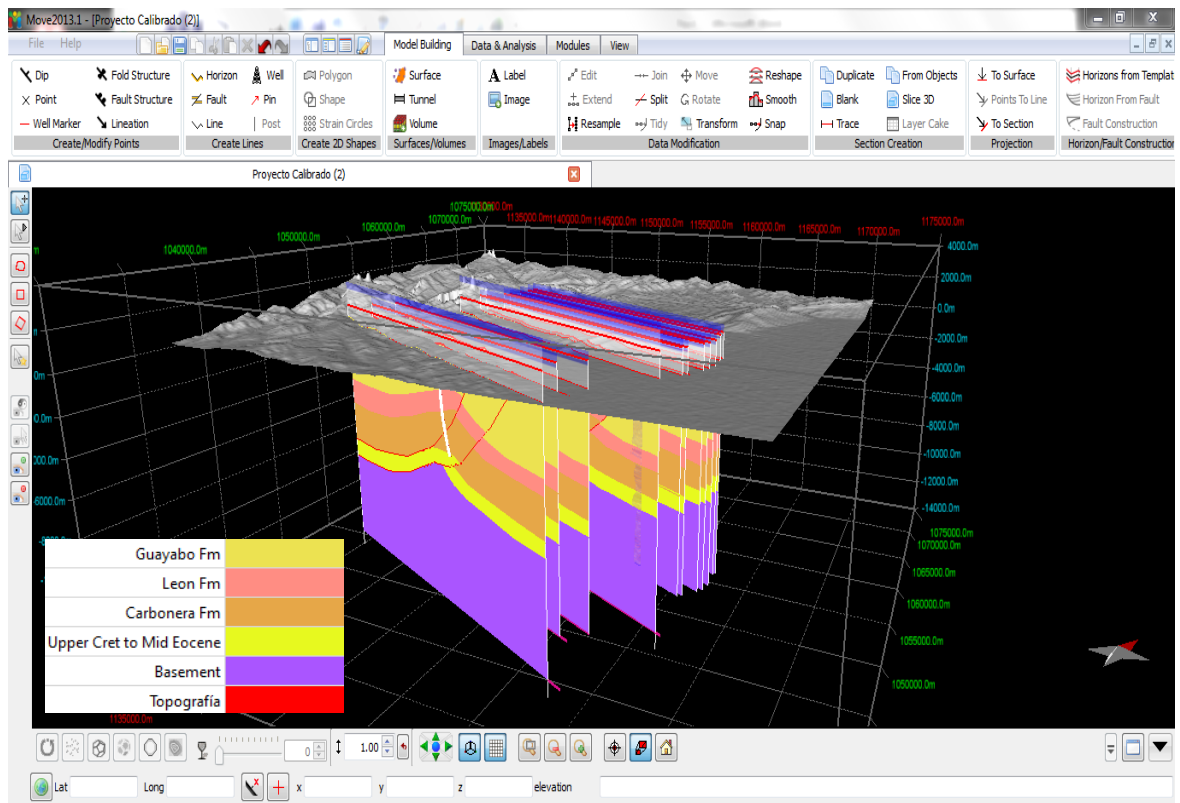 Move2013.1 - [Proyecto Calibrado (2)]
File Help Model Building Data & Analysis Modules View
Dip Fold Structure Horizon Well Polygon Surface A Label Edit Join Move Reshape Duplicate From Objects To Surface Horizons from Templat
Point Fault Structure Fault Pin Shape Tunnel Image Extend Split Rotate Smooth Blank Slice 3D Points To Line Horizon From Fault
Well Marker Lineation Line Post Strain Circles Volume Resample Tidy Transform Snap Trace Layer Cake To Section Fault Construction
Create/Modify Points Create Lines Create 2D Shapes Surfaces/Volumes Images/Labels Data Modification Section Creation Projection Horizon/Fault Construction
Proyecto Calibrado (2)
1075000.0m
1040000.0m 1050000.0m 1060000.0m 1070000.0m 1135000.0m 1140000.0m 1145000.0m 1150000.0m 1155000.0m 1160000.0m 1165000.0m 1170000.0m 1175000.0m
4000.0m
2000.0m
0.0m
-2000.0m
-4000.0m
-6000.0m
-8000.0m
-10000.0m
-12000.0m
-14000.0m
1075000.0m
1070000.0m
1065000.0m
1060000.0m
1055000.0m
1050000.0m
Guayabo Fm
Leon Fm
Carbonera Fm
Upper Cret to Mid Eocene
Basement
Topografía
1135000.0m
0 1.00
Lat Long x y z elevation